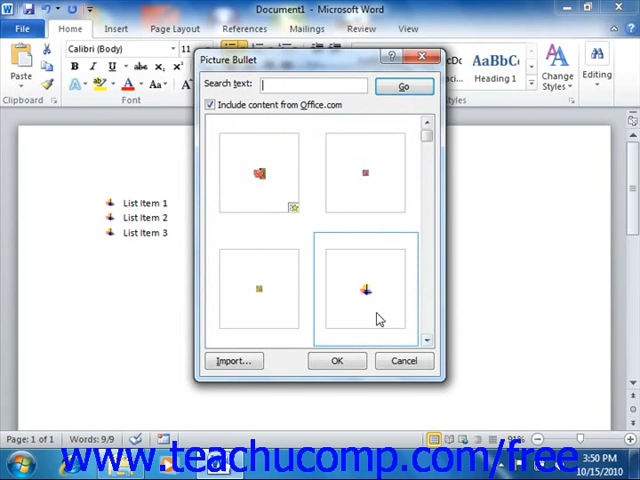 Document1 - Microsoft Word
File
Home
Insert
Page Layout
References
Mailings
Review
View
Calibri (Body)
11
Paste
Clipboard
B I U
Font
AaBbC
Heading 1
Change
Styles
Editing
Picture Bullet
Search text:
Go
Include content from Office.com
List Item 1
List Item 2
List Item 3
Import...
OK
Cancel
Page: 1 of 1
Words: 9/9
91%
www.teachucomp.com/free
3:50 PM
10/15/2010